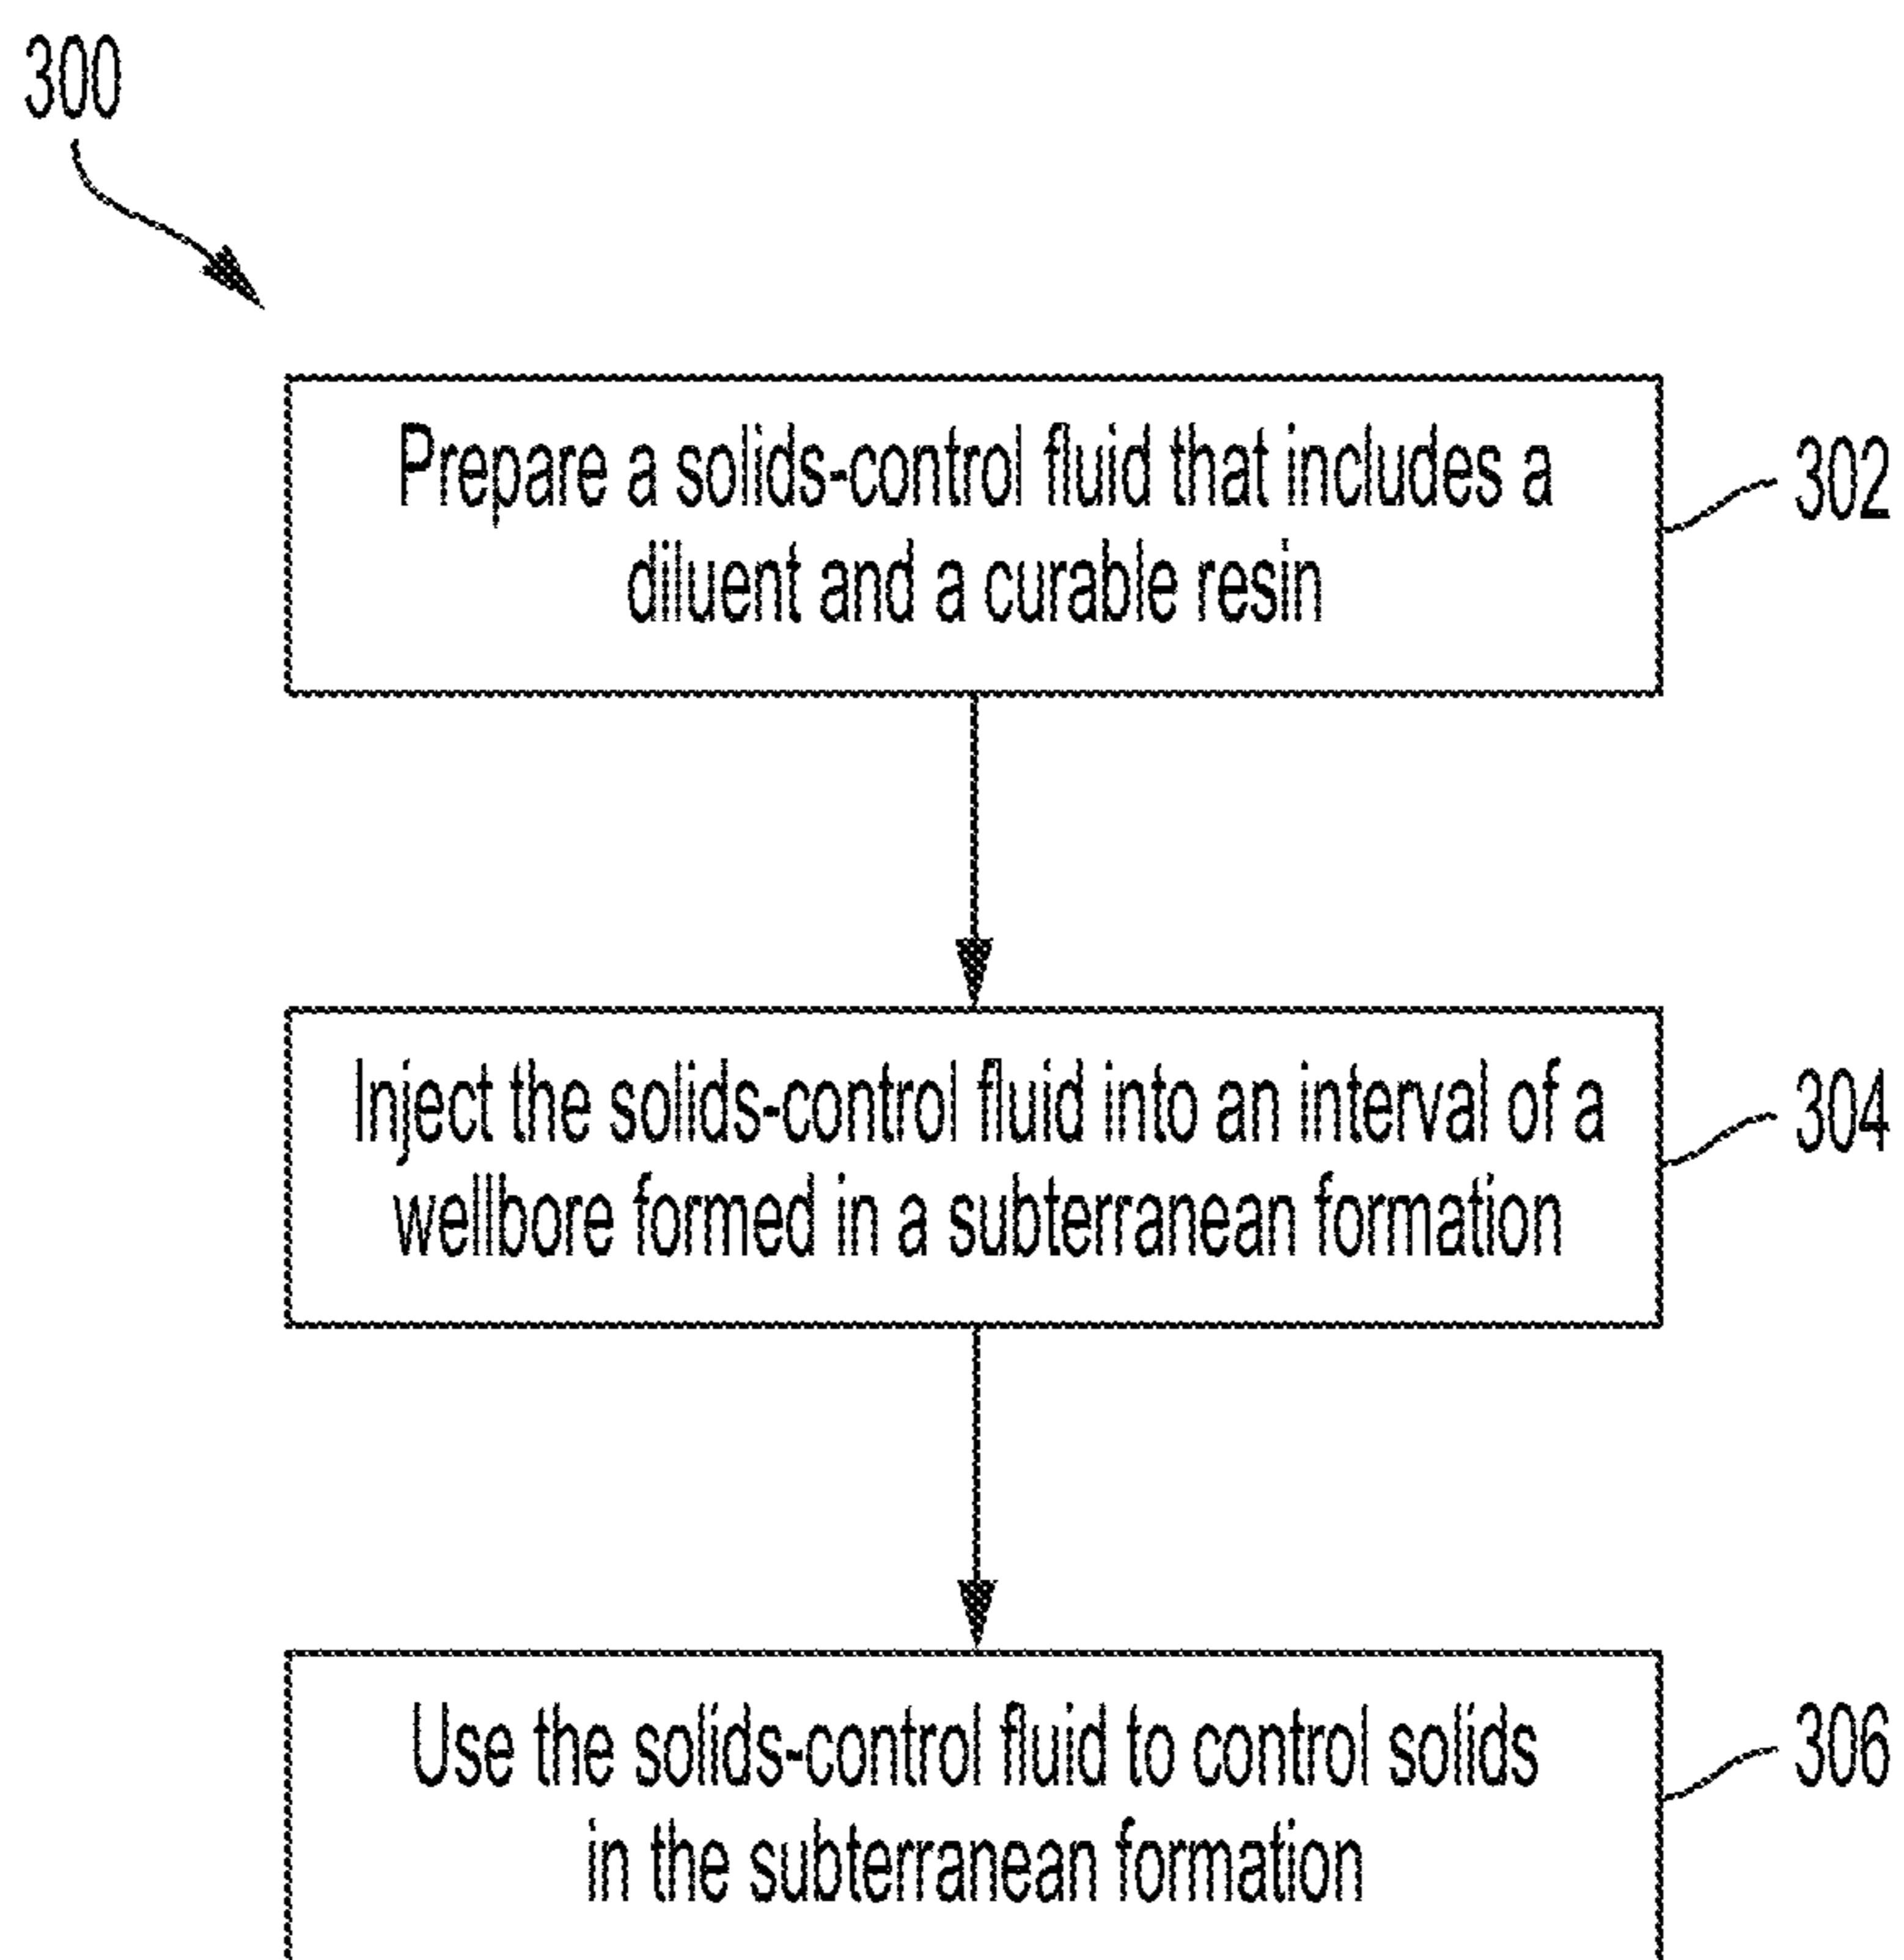 300
Prepare a solids-control fluid that includes a
diluent and a curable resin
302
Inject the solids-control fluid into an interval of a
wellbore formed in a subterranean formation
304
Use the solids-control fluid to control solids
in the subterranean formation
306